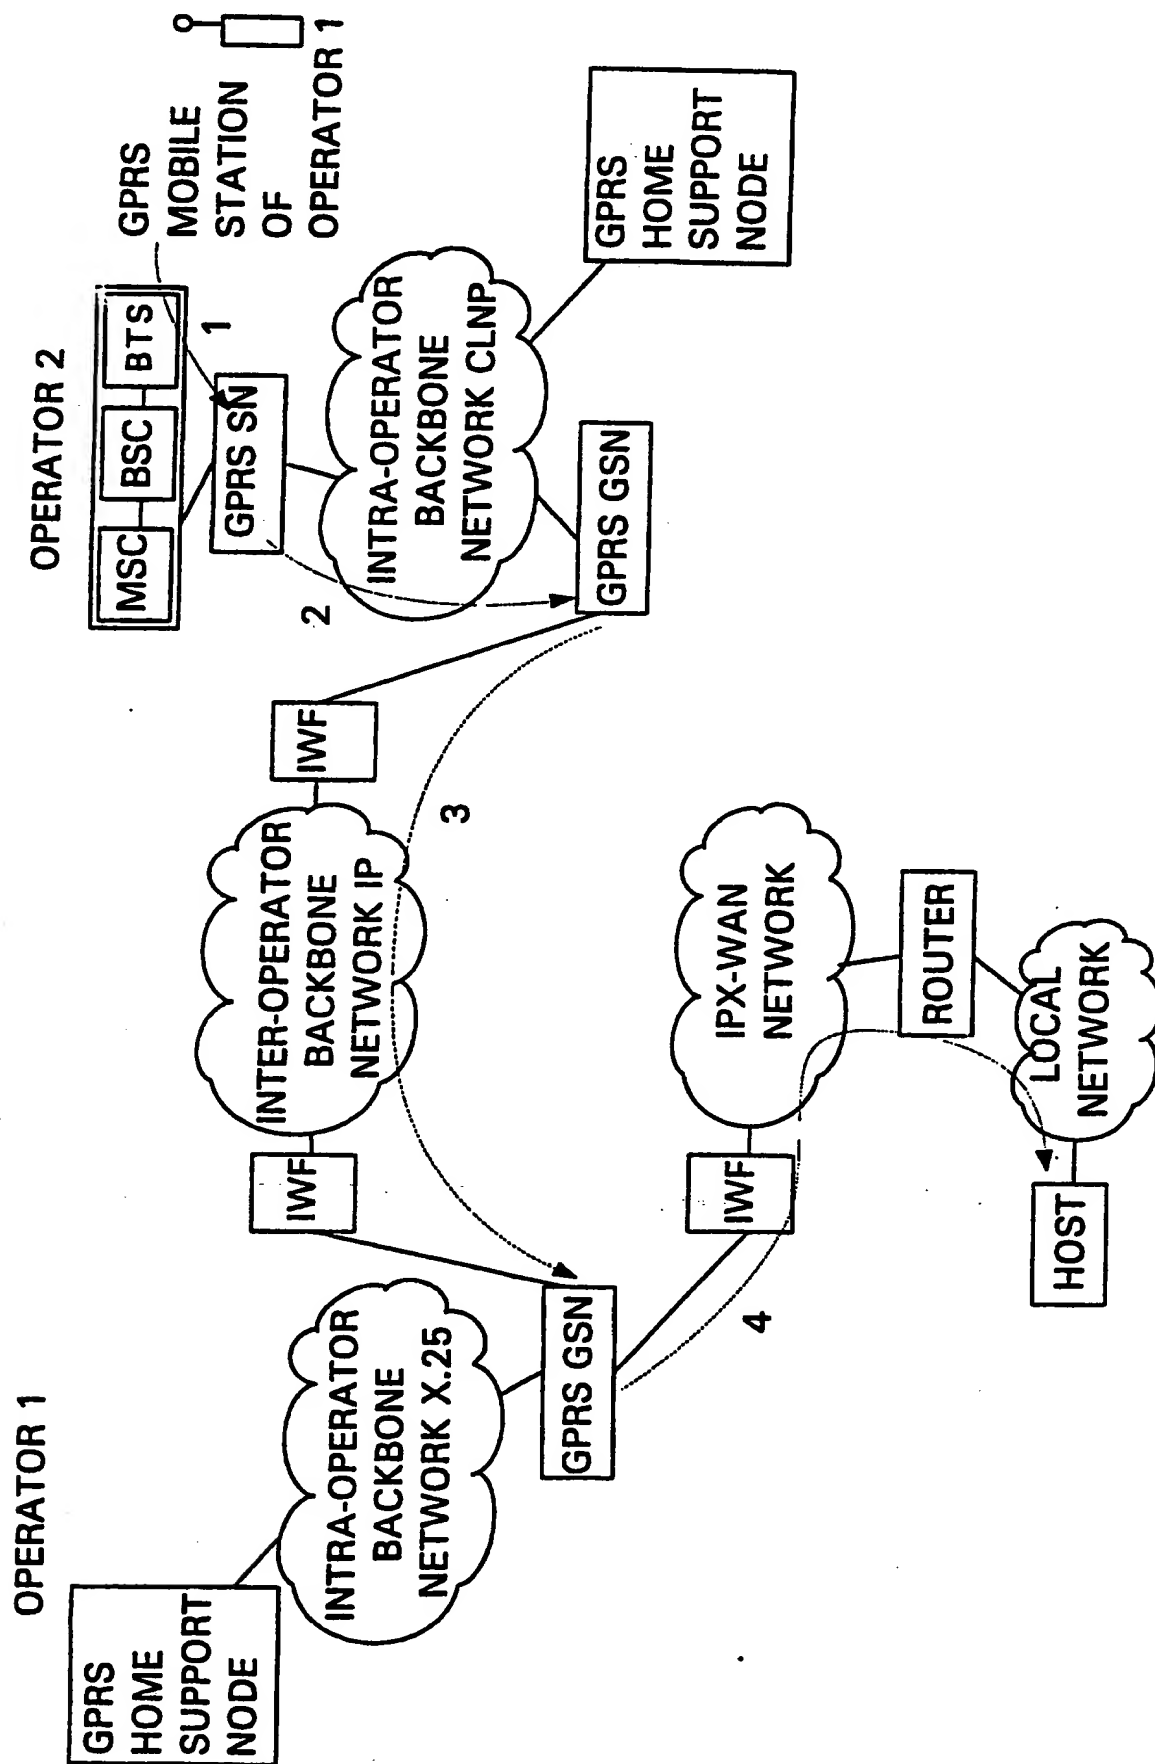 OPERATOR 1
OPERATOR 2
GPRS
HOME
SUPPORT
NODE
INTRA-OPERATOR
BACKBONE
NETWORK X.25
GPRS GSN
IWF
INTER-OPERATOR
BACKBONE
NETWORK IP
IWF
3
MSC
BSC
BTS
1
GPRS SN
2
GPRS
MOBILE
STATION
OF
OPERATOR 1
INTRA-OPERATOR
BACKBONE
NETWORK CLNP
GPRS GSN
GPRS
HOME
SUPPORT
NODE
4
IWF
IPX-WAN
NETWORK
ROUTER
LOCAL
NETWORK
HOST